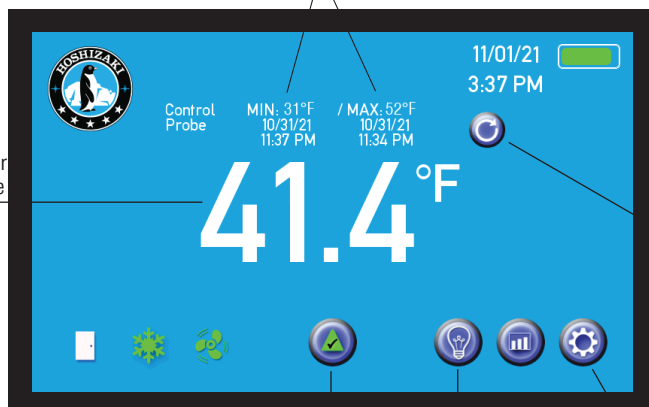 HOSHIZAKI
11/01/21
3:37 PM
Control
Probe
MIN: 31°F / MAX: 52°F
10/31/21 10/31/21
11:37 PM 11:34 PM
r
e
41.4°F